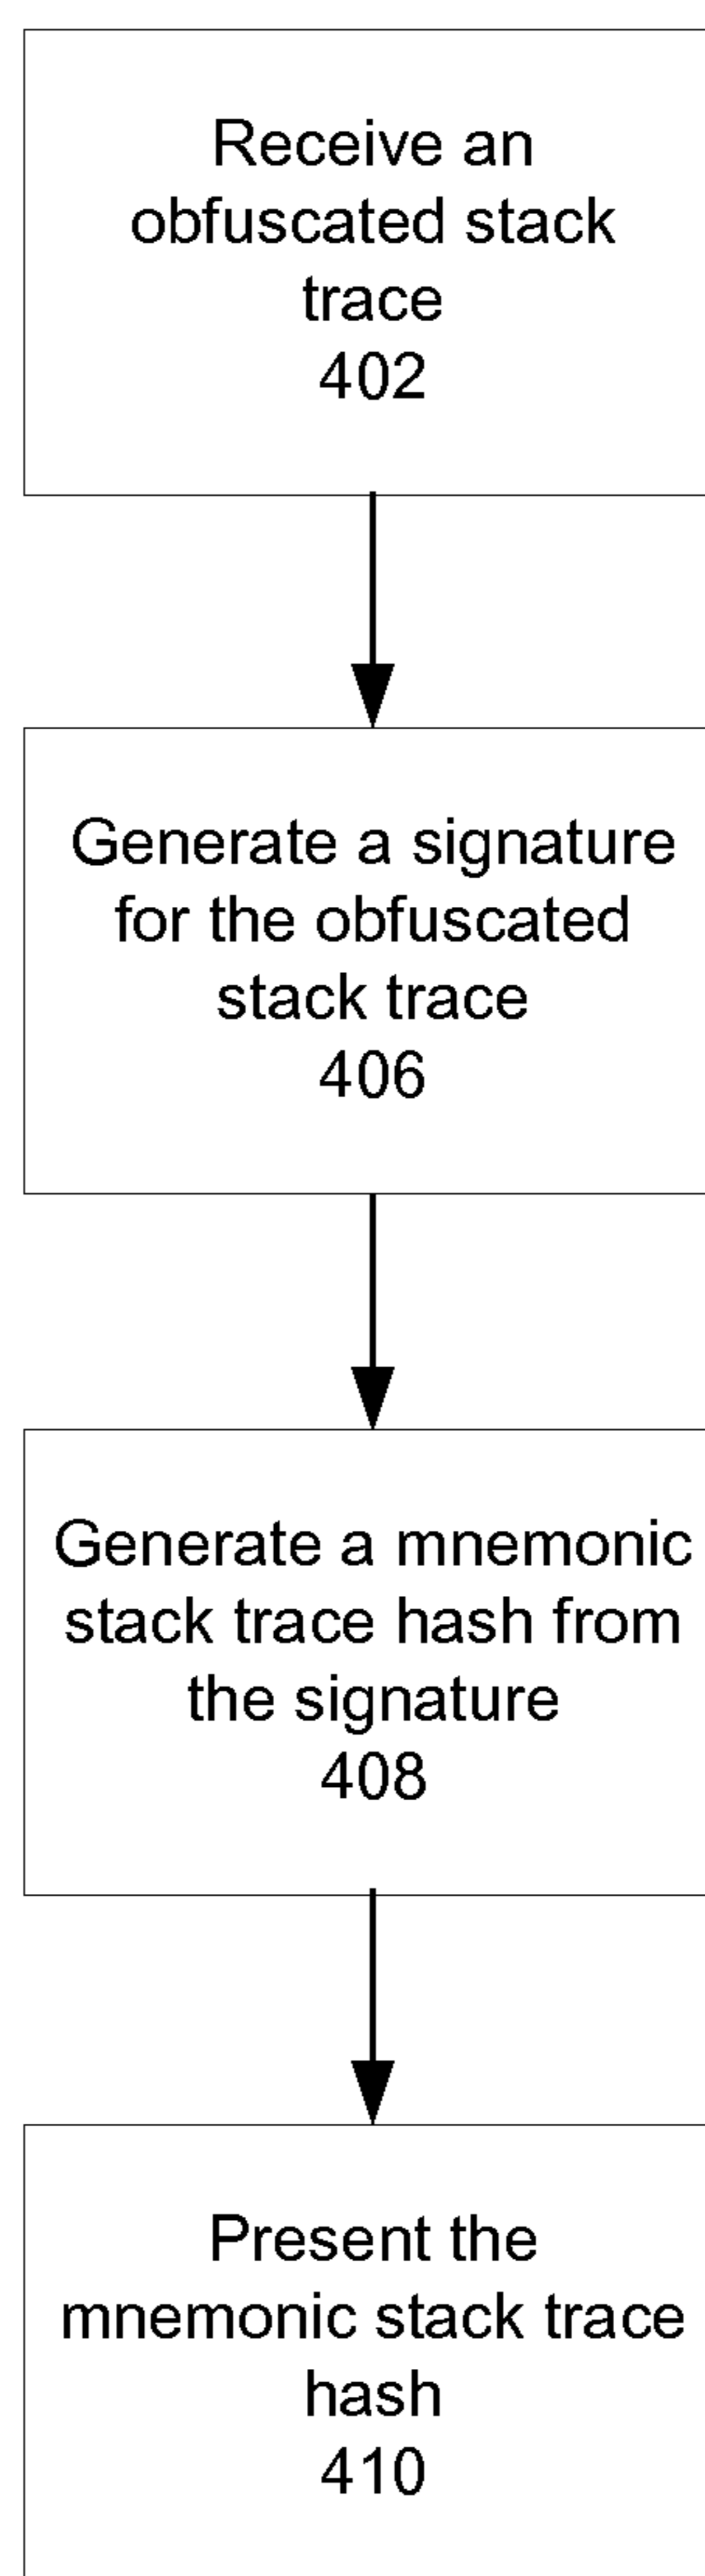 Receive an
obfuscated stack
trace
402
Generate a signature
for the obfuscated
stack trace
406
Generate a mnemonic
stack trace hash from
the signature
408
Present the
mnemonic stack trace
hash
410